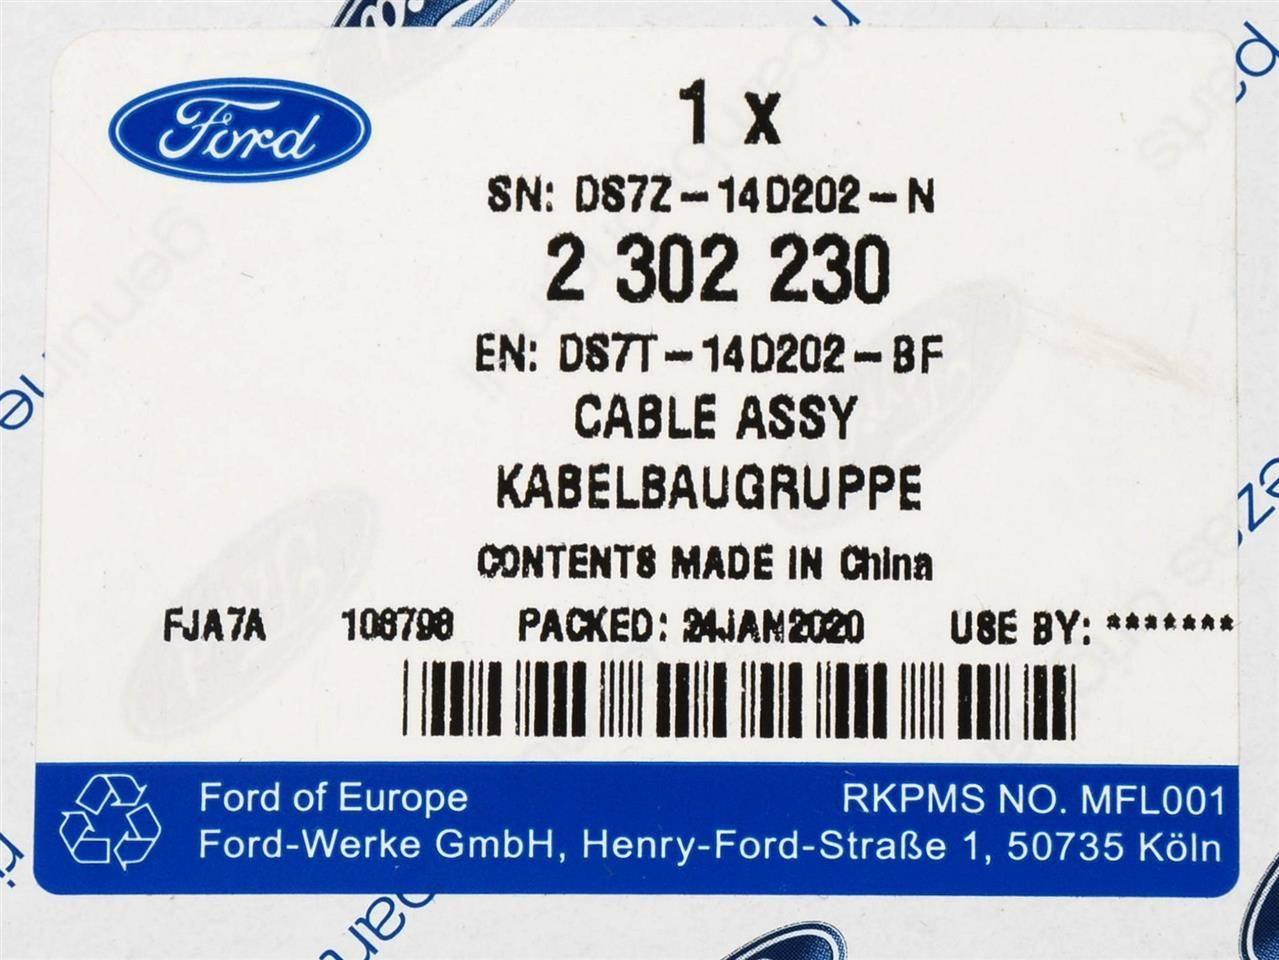 Ford
1 x
SN: DS7Z-14D202-N
2 302 230
EN: DS7T-14D202-BF
CABLE ASSY
KABELBAUGRUPPE
CONTENTS MADE IN China
FJA7A PACKED: 24JAN2020 USE BY: *******
Ford of Europe RKPMS NO. MFL001
Ford-Werke GmbH, Henry-Ford-Straße 1, 50735 Köln